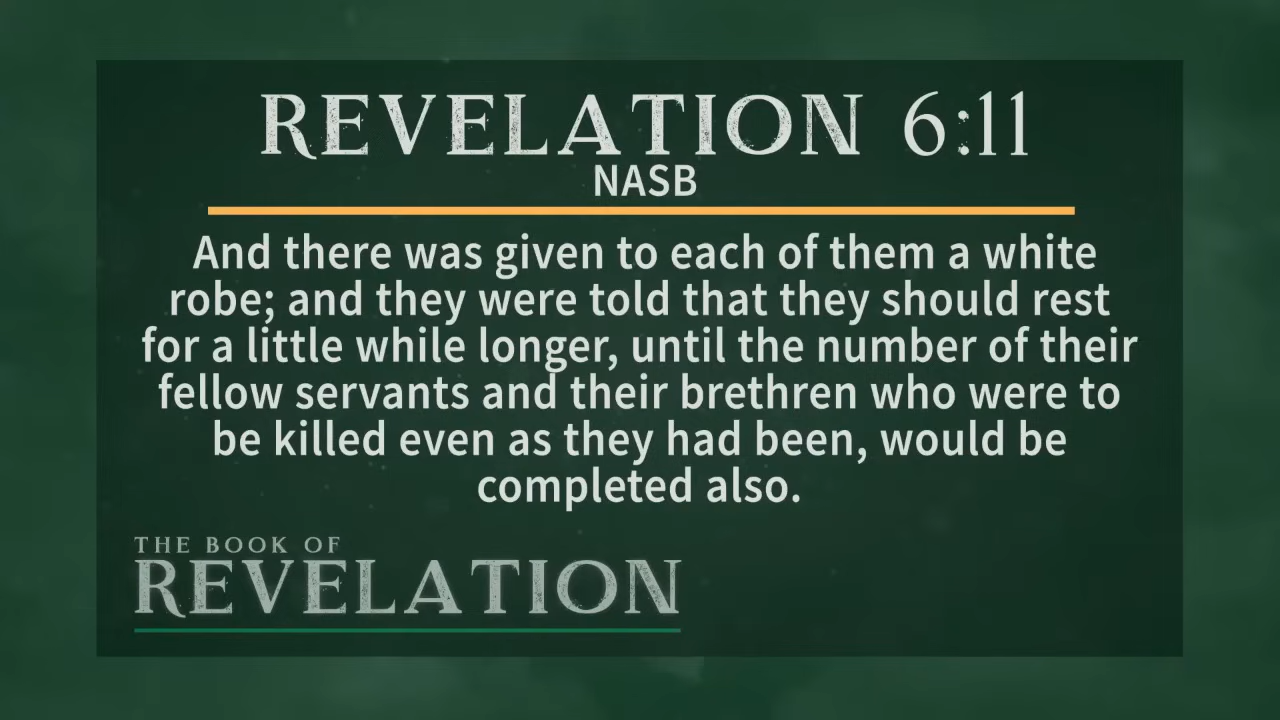 REVELATION 6:11
NASB
And there was given to each of them a white
robe; and they were told that they should rest
for a little while longer, until the number of their
fellow servants and their brethren who were to
be killed even as they had been, would be
completed also.
THE BOOK OF
REVELATION